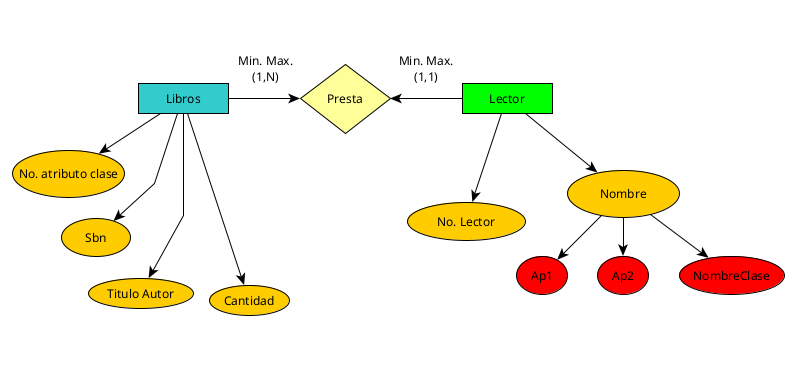 Min. Max.
(1,N)
Min. Max.
(1,1)
Libros
Presta
Lector
No. atributo clase
Nombre
No. Lector
Sbn
Ap1
Ap2
NombreClase
Titulo Autor
Cantidad